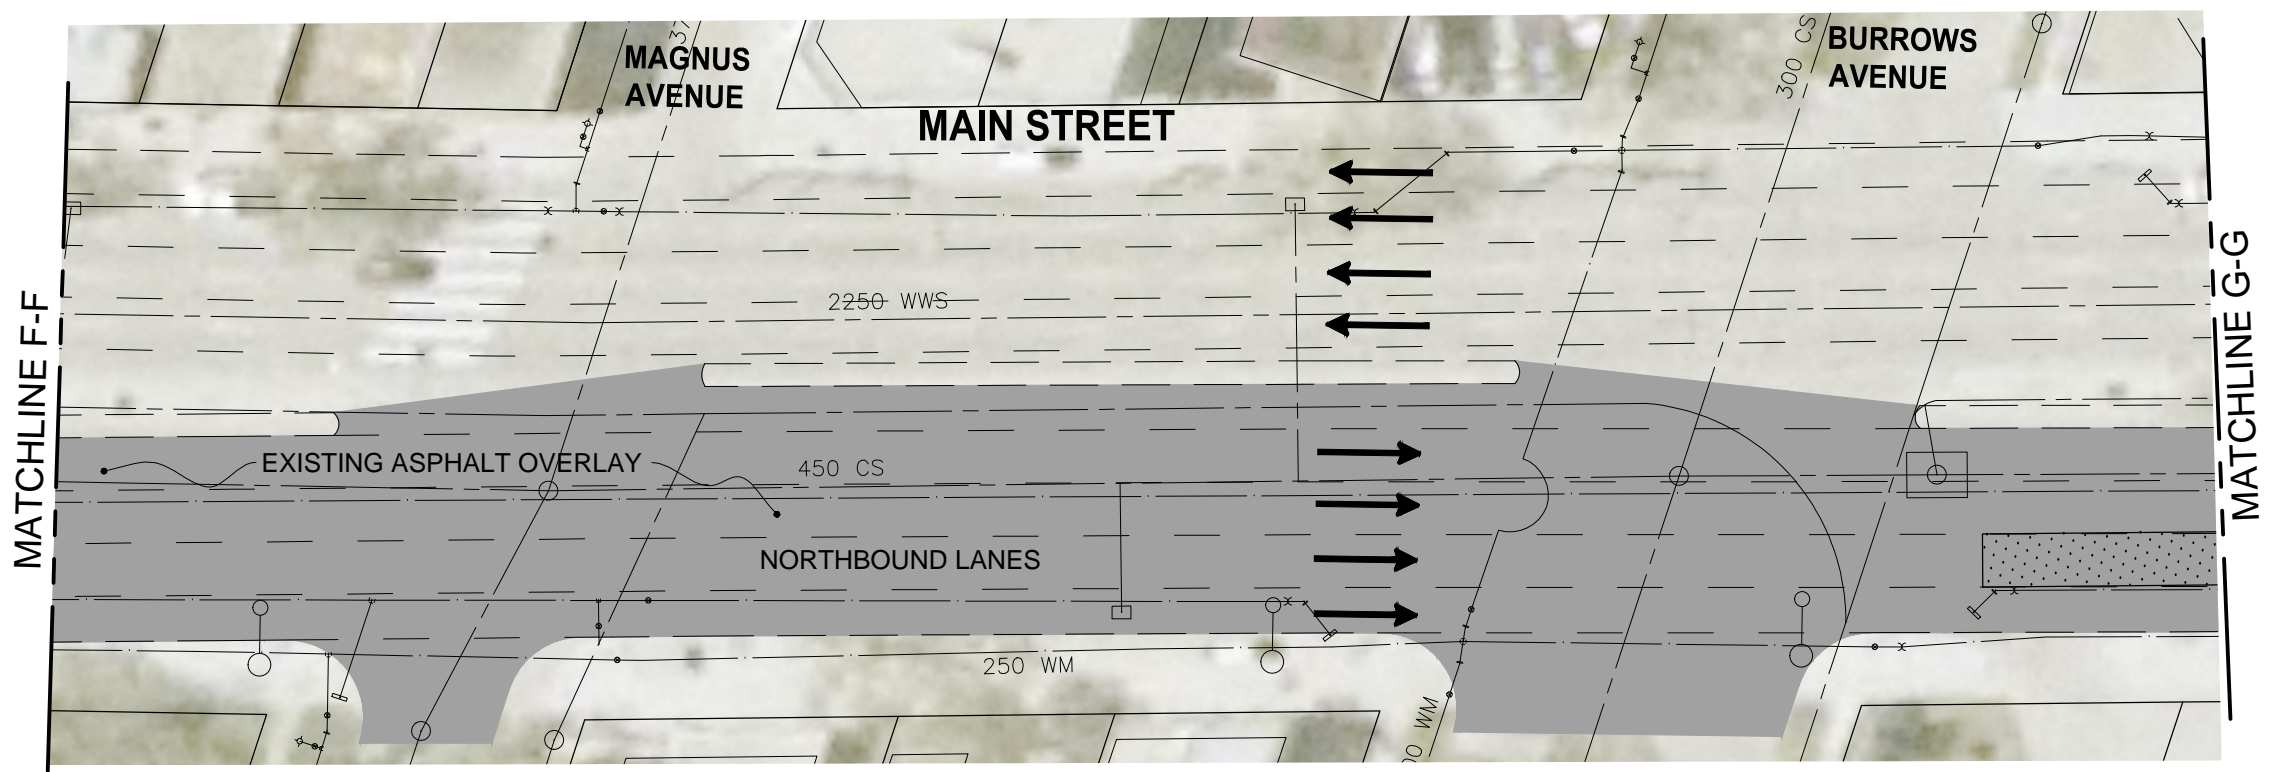 MAGNUS
AVENUE
BURROWS
AVENUE
300 CS
MAIN STREET
2250 WWS
MATCHLINE F-F
MATCHLINE G-G
EXISTING ASPHALT OVERLAY
450 CS
NORTHBOUND LANES
250 WM
WM